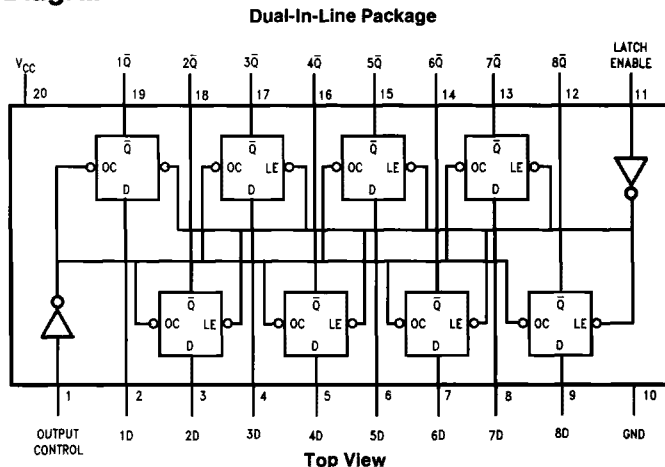 Dual-In-Line Package
V_CC 1Q̅ 2Q̅ 3Q̅ 4Q̅ 5Q̅ 6Q̅ 7Q̅ 8Q̅ LATCH ENABLE
20 19 18 17 16 15 14 13 12 11
Q̅ Q̅ Q̅ Q̅
OC OC LE OC LE OC LE
D D D D
Q̅ Q̅ Q̅ Q̅
OC LE OC LE OC LE OC LE
D D D D
1 2 3 4 5 6 7 8 9 10
OUTPUT CONTROL 1D 2D 3D 4D 5D 6D 7D 8D GND
Top View